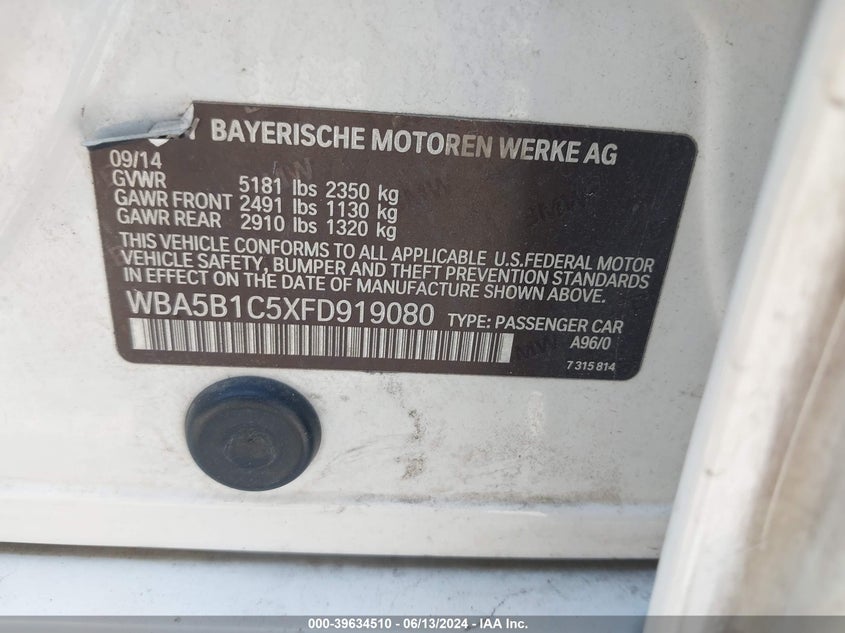 BAYERISCHE MOTOREN WERKE AG
09/14
GVWR 5181 lbs 2350 kg
GAWR FRONT 2491 lbs 1130 kg
GAWR REAR 2910 lbs 1320 kg
THIS VEHICLE CONFORMS TO ALL APPLICABLE U.S.FEDERAL MOTOR
VEHICLE SAFETY, BUMPER AND THEFT PREVENTION STANDARDS
IN EFFECT ON THE DATE OF MANUFACTURE SHOWN ABOVE.
WBA5B1C5XFD919080 TYPE: PASSENGER CAR
A96/0
7 315 814
000-39634510 - 06/13/2024 - IAAI Inc.